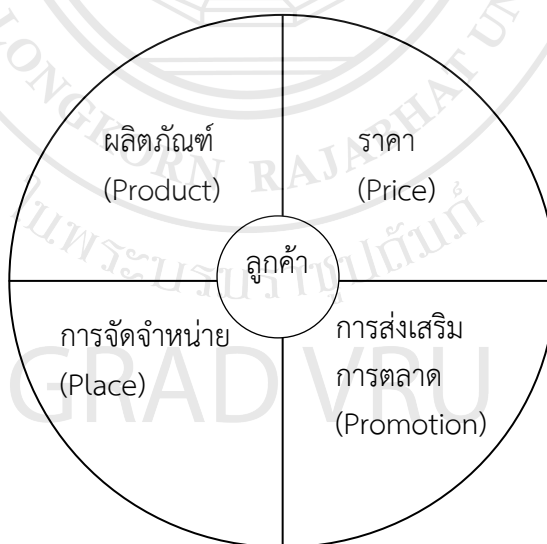 ผลิตภัณฑ์
(Product)
ราคา
(Price)
ลูกค้า
การจัดจำหน่าย
(Place)
การส่งเสริม
การตลาด
(Promotion)
GRAD VRU